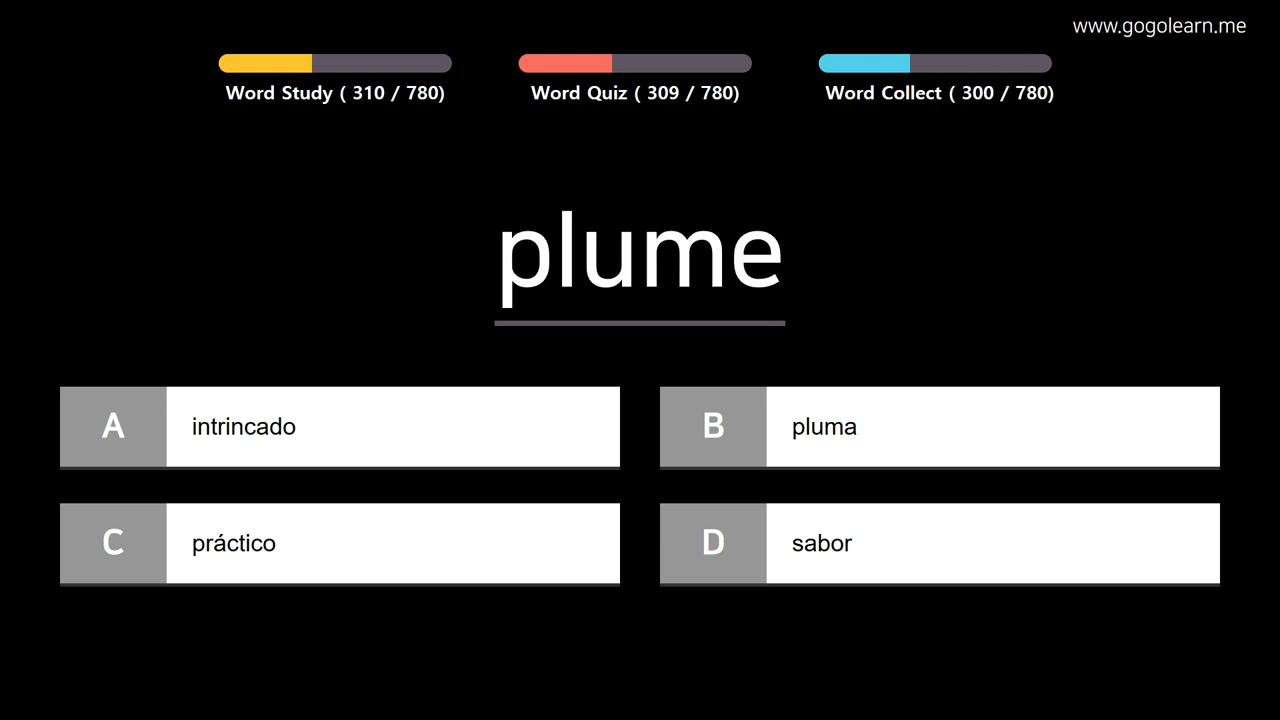 www.gogolearn.me
Word Study ( 310 / 780)
Word Quiz ( 309 / 780)
Word Collect ( 300 / 780)
plume
A intrincado
B pluma
C práctico
D sabor